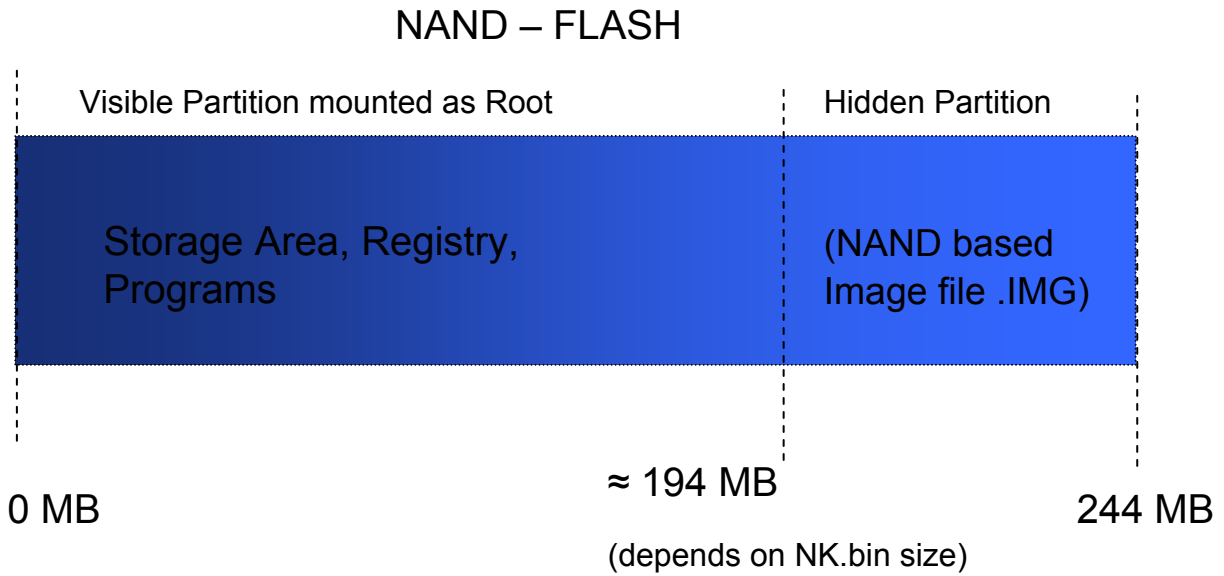 NAND – FLASH
Visible Partition mounted as Root
Hidden Partition
Storage Area, Registry,
Programs
(NAND based
Image file .IMG)
0 MB
≈ 194 MB
(depends on NK.bin size)
244 MB